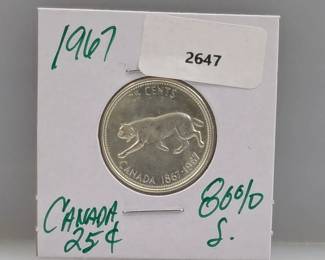 1967
2647
25 CENTS
CANADA 1867-1967
CANADA 80%
25¢ S.